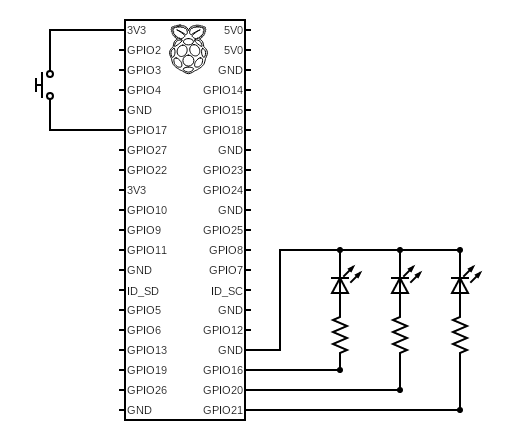 3V3 5V0
GPIO2 5V0
GPIO3 GND
GPIO4 GPIO14
GND GPIO15
GPIO17 GPIO18
GPIO27 GND
GPIO22 GPIO23
3V3 GPIO24
GPIO10 GND
GPIO9 GPIO25
GPIO11 GPIO8
GND GPIO7
ID_SD ID_SC
GPIO5 GND
GPIO6 GPIO12
GPIO13 GND
GPIO19 GPIO16
GPIO26 GPIO20
GND GPIO21